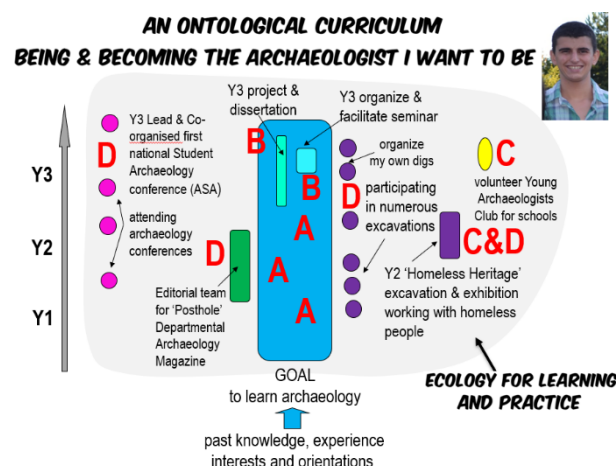 AN ONTOLOGICAL CURRICULUM
BEING & BECOMING THE ARCHAEOLOGIST I WANT TO BE
Y3 project &
dissertation
Y3 organize &
facilitate seminar
Y3 Lead & Co-
organised first
national Student
Archaeology
conference (ASA)
D
attending
archaeology
conferences
Y3
Y2
Y1
B
B
A
A
A
D
Editorial team
for ‘Posthole’
Departmental
Archaeology
Magazine
organize
my own digs
D
participating
in numerous
excavations
C
volunteer Young
Archaeologists
Club for schools
C&D
Y2 ‘Homeless Heritage’
excavation & exhibition
working with homeless
people
GOAL
to learn archaeology
ECOLOGY FOR LEARNING
AND PRACTICE
past knowledge, experience
interests and orientations